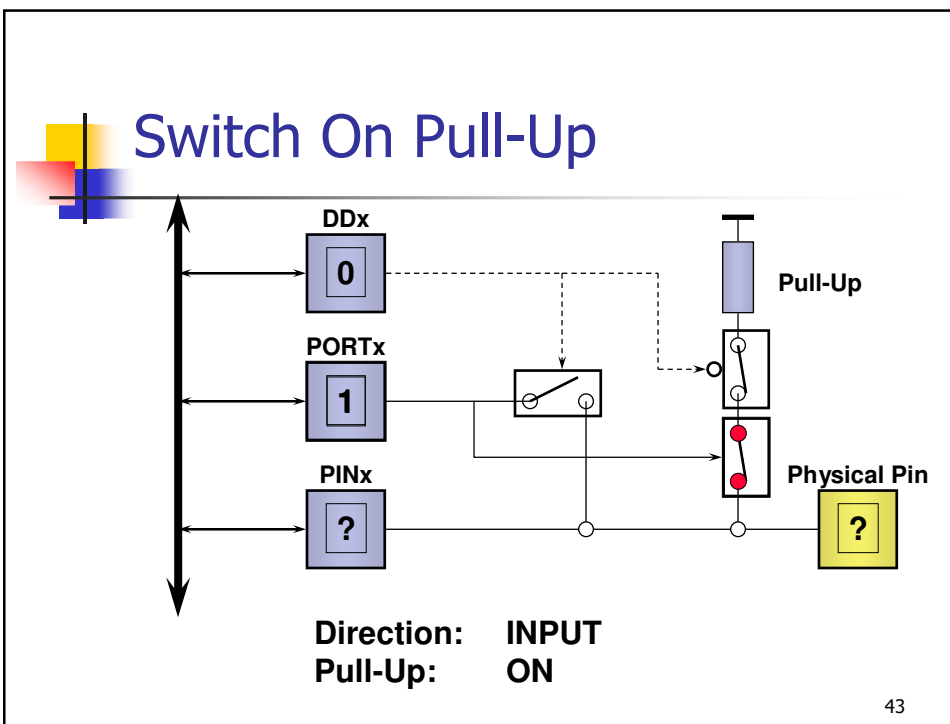 Switch On Pull-Up
DDx
0
Pull-Up
PORTx
1
PINx
?
Physical Pin
?
Direction: INPUT
Pull-Up: ON
43